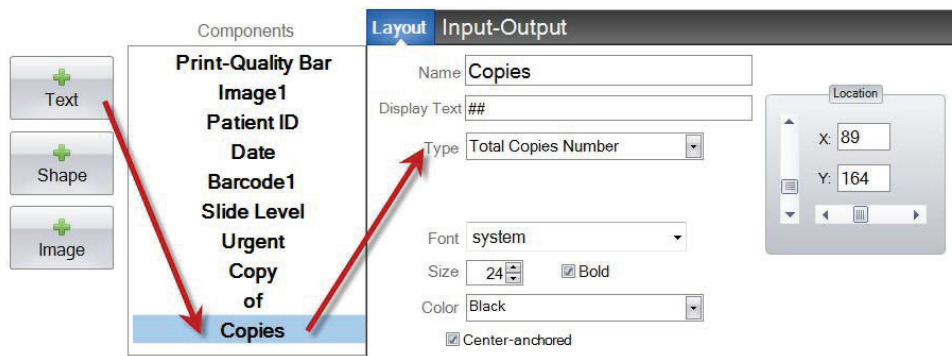 Components
Text
Shape
Image
Print-Quality Bar
Image1
Patient ID
Date
Barcode1
Slide Level
Urgent
Copy
of
Copies
Layout Input-Output
Name Copies
Display Text ##
Type Total Copies Number
Font system
Size 24 Bold
Color Black
Center-anchored
Location
X: 89
Y: 164